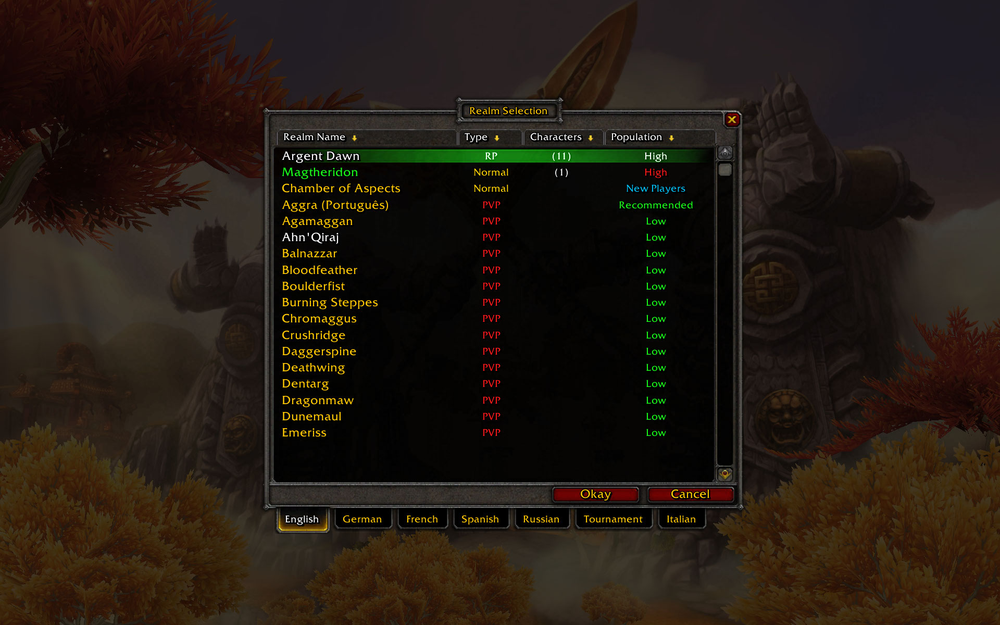 Realm Selection
Realm Name Type Characters Population
Argent Dawn RP (11) High
Magtheridon Normal (1) High
Chamber of Aspects Normal New Players
Aggra (Português) PVP Recommended
Agamaggan PVP Low
Ahn'Qiraj PVP Low
Balnazzar PVP Low
Bloodfeather PVP Low
Boulderfist PVP Low
Burning Steppes PVP Low
Chromaggus PVP Low
Crushridge PVP Low
Daggerspine PVP Low
Deathwing PVP Low
Dentarg PVP Low
Dragonmaw PVP Low
Dunemaul PVP Low
Emeriss PVP Low
Okay Cancel
English German French Spanish Russian Tournament Italian